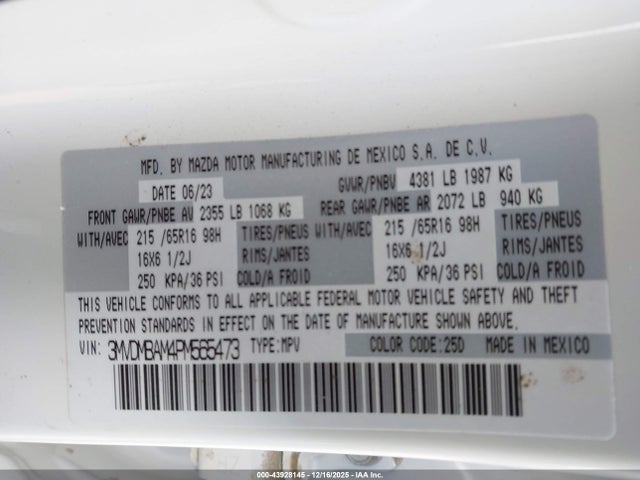 MFD. BY MAZDA MOTOR MANUFACTURING DE MEXICO S.A. DE C.V.
DATE 06/23 GVWR/PNBV 4381 LB 1987 KG
FRONT GAWR/PNBE AV 2355 LB 1068 KG REAR GAWR/PNBE AR 2072 LB 940 KG
WITH/AVEC 215 /65R16 98H TIRES/PNEUS WITH/AVEC 215 /65R16 98H TIRES/PNEUS
16X6 1/2J RIMS/JANTES 16X6 1/2J RIMS/JANTES
250 KPA/36 PSI COLD/A FROID 250 KPA/36 PSI COLD/A FROID
THIS VEHICLE CONFORMS TO ALL APPLICABLE FEDERAL MOTOR VEHICLE SAFETY AND THEFT
PREVENTION STANDARDS IN EFFECT ON THE DATE OF MANUFACTURE SHOWN ABOVE.
VIN: 3MVDMBAM4PM565473 TYPE:MPV COLOR CODE:25D MADE IN MEXICO
000-43928145 - 12/16/2025 - IAA Inc.